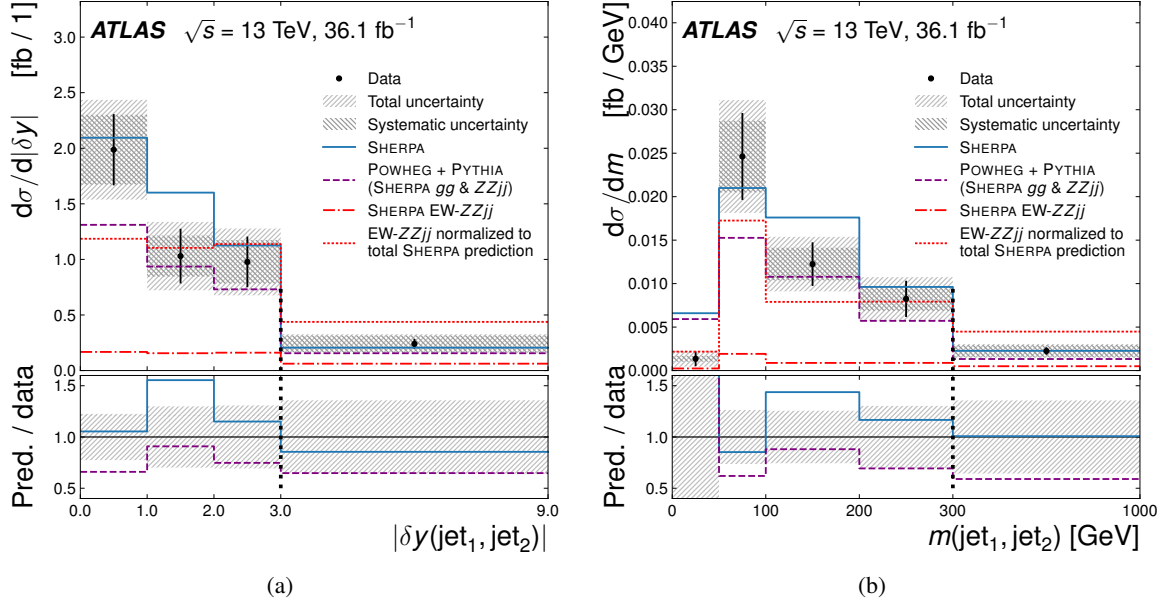 ATLAS √s = 13 TeV, 36.1 fb⁻¹
dσ/d|δy| [fb / 1]
3.0
2.5
2.0
1.5
1.0
0.5
0.0
Data
Total uncertainty
Systematic uncertainty
SHERPA
POWHEG + PYTHIA
(SHERPA gg & ZZjj)
SHERPA EW-ZZjj
EW-ZZjj normalized to
total SHERPA prediction
Pred. / data
1.5
1.0
0.5
0.0 1.0 2.0 3.0 9.0
|δy(jet₁, jet₂)|
(a)
ATLAS √s = 13 TeV, 36.1 fb⁻¹
dσ/dm [fb / GeV]
0.040
0.035
0.030
0.025
0.020
0.015
0.010
0.005
0.000
Data
Total uncertainty
Systematic uncertainty
SHERPA
POWHEG + PYTHIA
(SHERPA gg & ZZjj)
SHERPA EW-ZZjj
EW-ZZjj normalized to
total SHERPA prediction
Pred. / data
1.5
1.0
0.5
0 50 100 200 300 1000
m(jet₁, jet₂) [GeV]
(b)